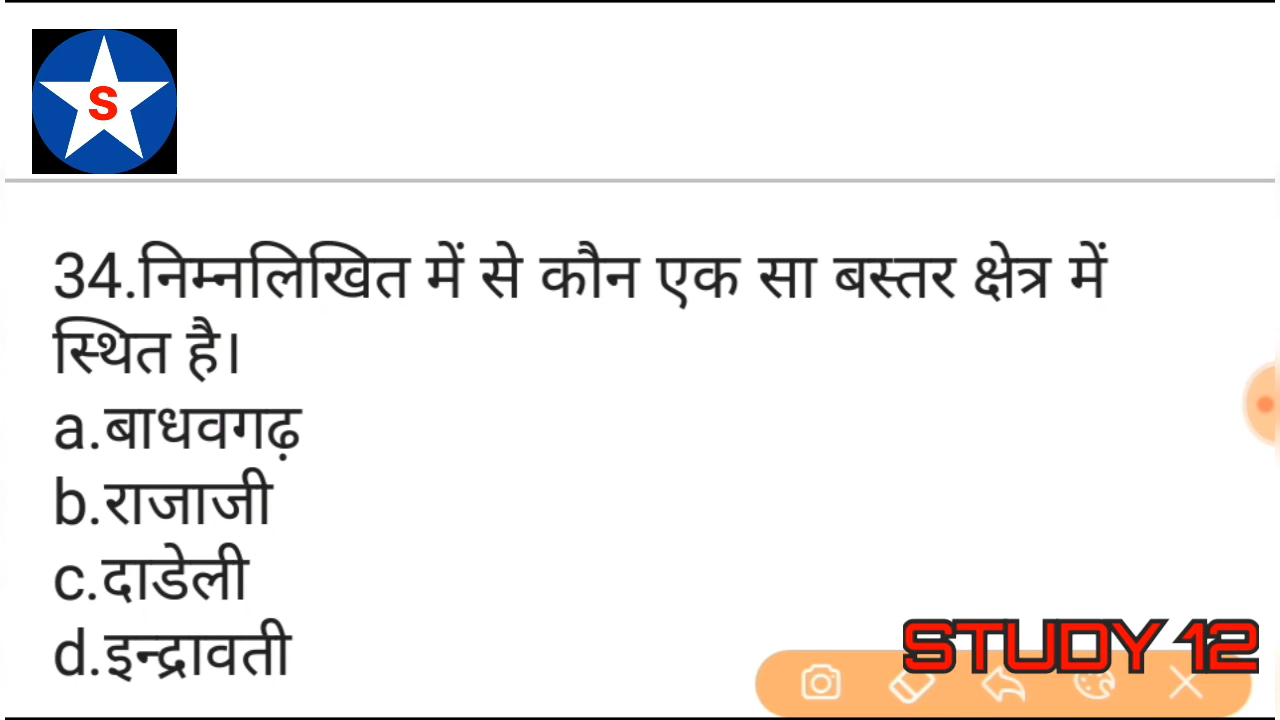 S
34.निम्नलिखित में से कौन एक सा बस्तर क्षेत्र में
स्थित है।
a.बाधवगढ़
b.राजाजी
c.दाडेली
d.इन्द्रावती
STUDY 12